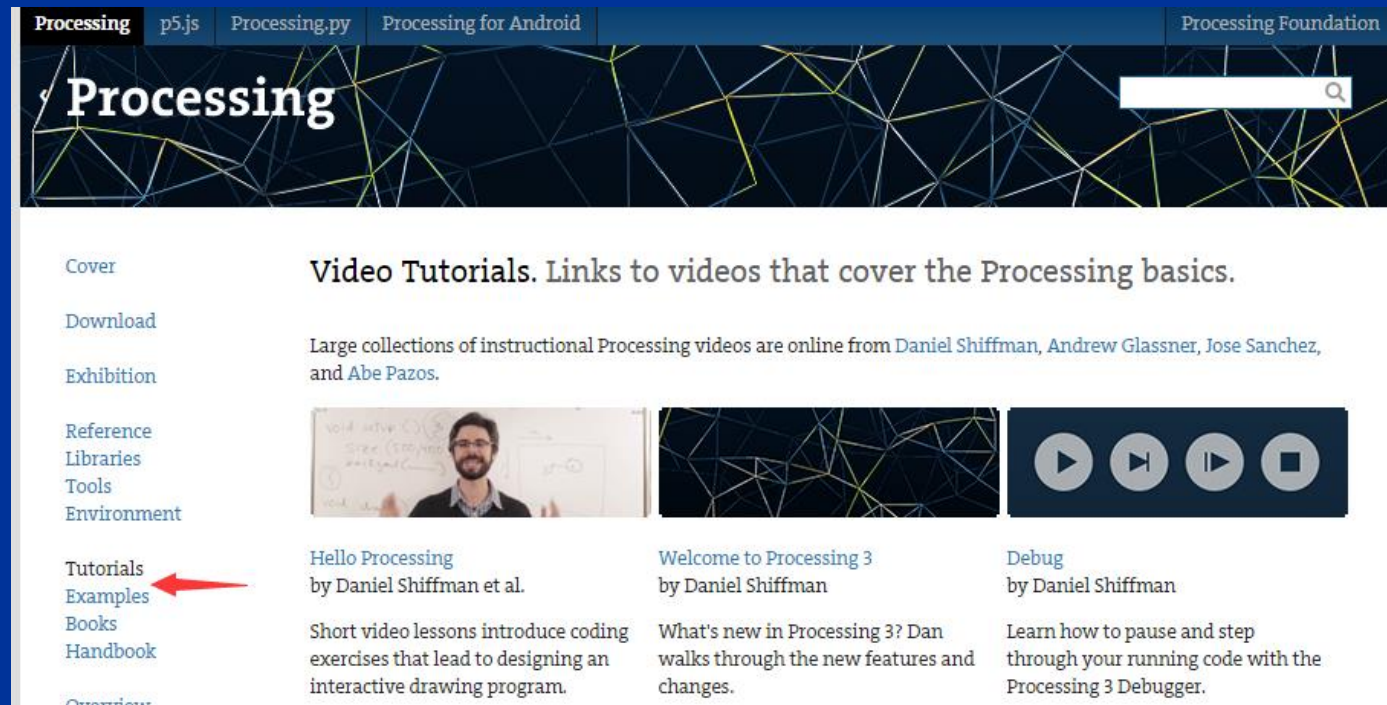 Processing p5.js Processing.py Processing for Android Processing Foundation
Processing
Cover
Download
Exhibition
Reference
Libraries
Tools
Environment
Tutorials
Examples
Books
Handbook
Overview
Video Tutorials. Links to videos that cover the Processing basics.
Large collections of instructional Processing videos are online from Daniel Shiffman, Andrew Glassner, Jose Sanchez,
and Abe Pazos.
Hello Processing
by Daniel Shiffman et al.
Short video lessons introduce coding
exercises that lead to designing an
interactive drawing program.
Welcome to Processing 3
by Daniel Shiffman
What's new in Processing 3? Dan
walks through the new features and
changes.
Debug
by Daniel Shiffman
Learn how to pause and step
through your running code with the
Processing 3 Debugger.